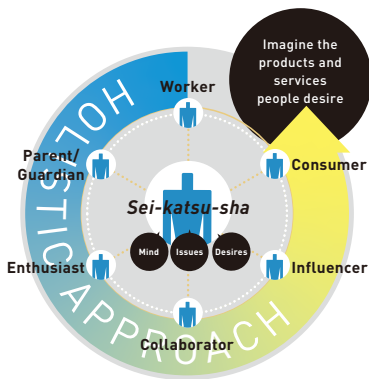 Imagine the
products and
services
people desire
Worker
Parent/
Guardian
Consumer
Sei-katsu-sha
Mind
Issues
Desires
Enthusiast
Influencer
Collaborator
HOLISTIC APPROACH